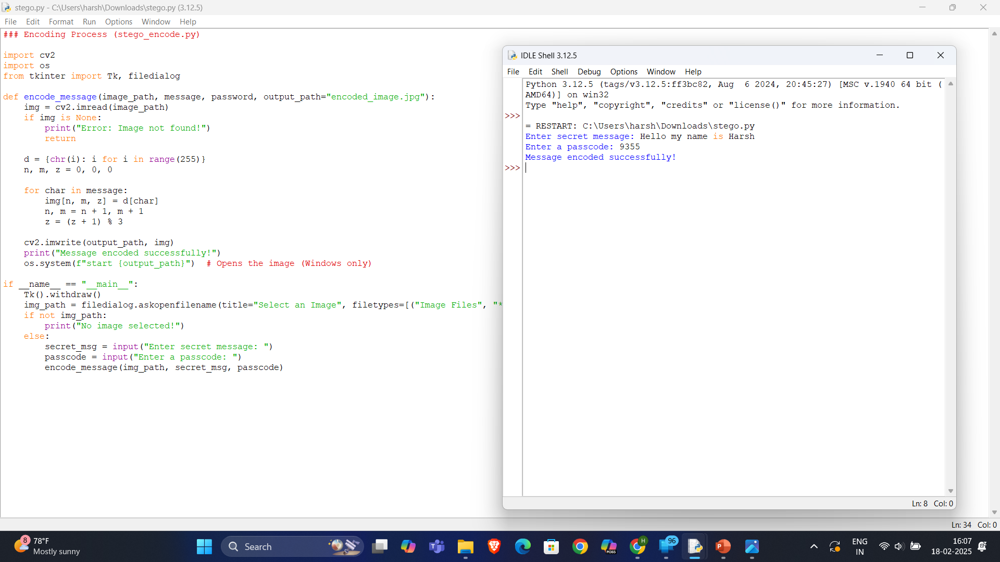 stego.py - C:\Users\harsh\Downloads\stego.py (3.12.5)
File Edit Format Run Options Window Help
### Encoding Process (stego_encode.py)
import cv2
import os
from tkinter import Tk, filedialog
def encode_message(image_path, message, password, output_path="encoded_image.jpg"):
    img = cv2.imread(image_path)
    if img is None:
        print("Error: Image not found!")
        return
    d = {chr(i): i for i in range(255)}
    n, m, z = 0, 0, 0
    for char in message:
        img[n, m, z] = d[char]
        n, m = n + 1, m + 1
        z = (z + 1) % 3
    cv2.imwrite(output_path, img)
    print("Message encoded successfully!")
    os.system(f"start {output_path}")  # Opens the image (Windows only)
if __name__ == "__main__":
    Tk().withdraw()
    img_path = filedialog.askopenfilename(title="Select an Image", filetypes=[("Image Files", "*
    if not img_path:
        print("No image selected!")
    else:
        secret_msg = input("Enter secret message: ")
        passcode = input("Enter a passcode: ")
        encode_message(img_path, secret_msg, passcode)
IDLE Shell 3.12.5
File Edit Shell Debug Options Window Help
Python 3.12.5 (tags/v3.12.5:ff3bc82, Aug  6 2024, 20:45:27) [MSC v.1940 64 bit (
AMD64)] on win32
Type "help", "copyright", "credits" or "license()" for more information.
>>>
= RESTART: C:\Users\harsh\Downloads\stego.py
Enter secret message: Hello my name is Harsh
Enter a passcode: 9355
Message encoded successfully!
>>>
Ln: 8 Col: 0
Ln: 34 Col: 0
8
78°F
Mostly sunny
Search
M365
H
96
P
ENG
IN
16:07
18-02-2025